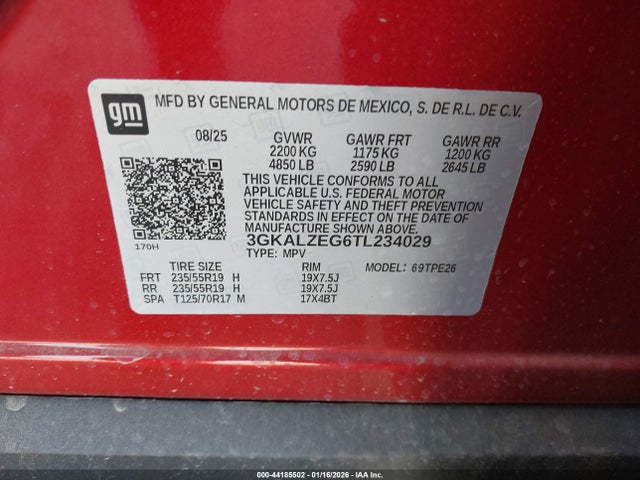 gm
MFD BY GENERAL MOTORS DE MEXICO, S. DE R.L. DE C.V.
08/25 GVWR GAWR FRT GAWR RR
2200 KG 1175 KG 1200 KG
4850 LB 2590 LB 2645 LB
THIS VEHICLE CONFORMS TO ALL
APPLICABLE U.S. FEDERAL MOTOR
VEHICLE SAFETY AND THEFT PREVENTION
STANDARDS IN EFFECT ON THE DATE OF
MANUFACTURE SHOWN ABOVE.
3GKALZEG6TL234029
170H
TYPE: MPV
TIRE SIZE RIM MODEL: 69TPE26
FRT 235/55R19 H 19X7.5J
RR 235/55R19 H 19X7.5J
SPA T125/70R17 M 17X4BT
000-44185502 - 01/16/2026 - IAA Inc.